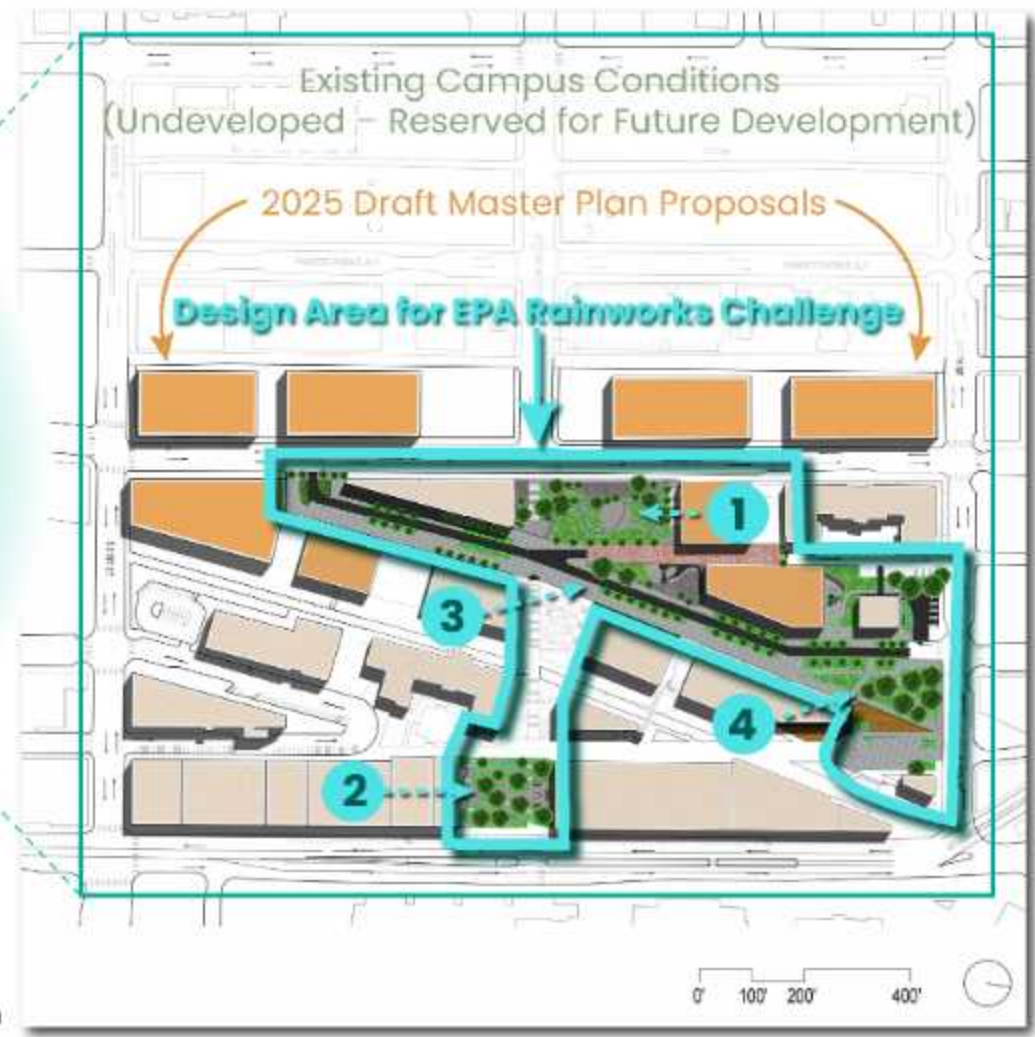 Existing Campus Conditions
(Undeveloped – Reserved for Future Development)
2025 Draft Master Plan Proposals
Design Area for EPA Rainworks Challenge
1
3
4
2
0' 100' 200' 400'